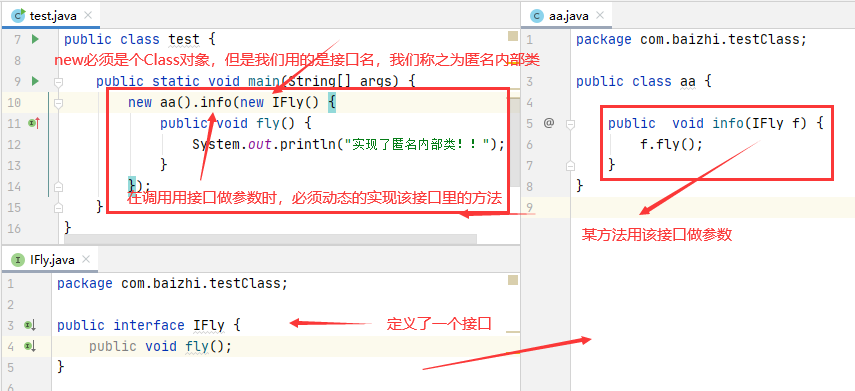 test.java
7 public class test {
8 new必须是个Class对象，但是我们用的是接口名，我们称之为匿名内部类
9 public static void main(String[] args) {
10 new aa().info(new IFly() {
11 public void fly() {
12 System.out.println("实现了匿名内部类！！");
13 }
14 });
在调用用接口做参数时，必须动态的实现该接口里的方法
15 }
16 }
aa.java
1 package com.baizhi.testClass;
2
3 public class aa {
4
5 @ public void info(IFly f) {
6 f.fly();
7 }
8 }
9
某方法用该接口做参数
IFly.java
1 package com.baizhi.testClass;
2
3 public interface IFly {
定义了一个接口
4 public void fly();
5 }
6